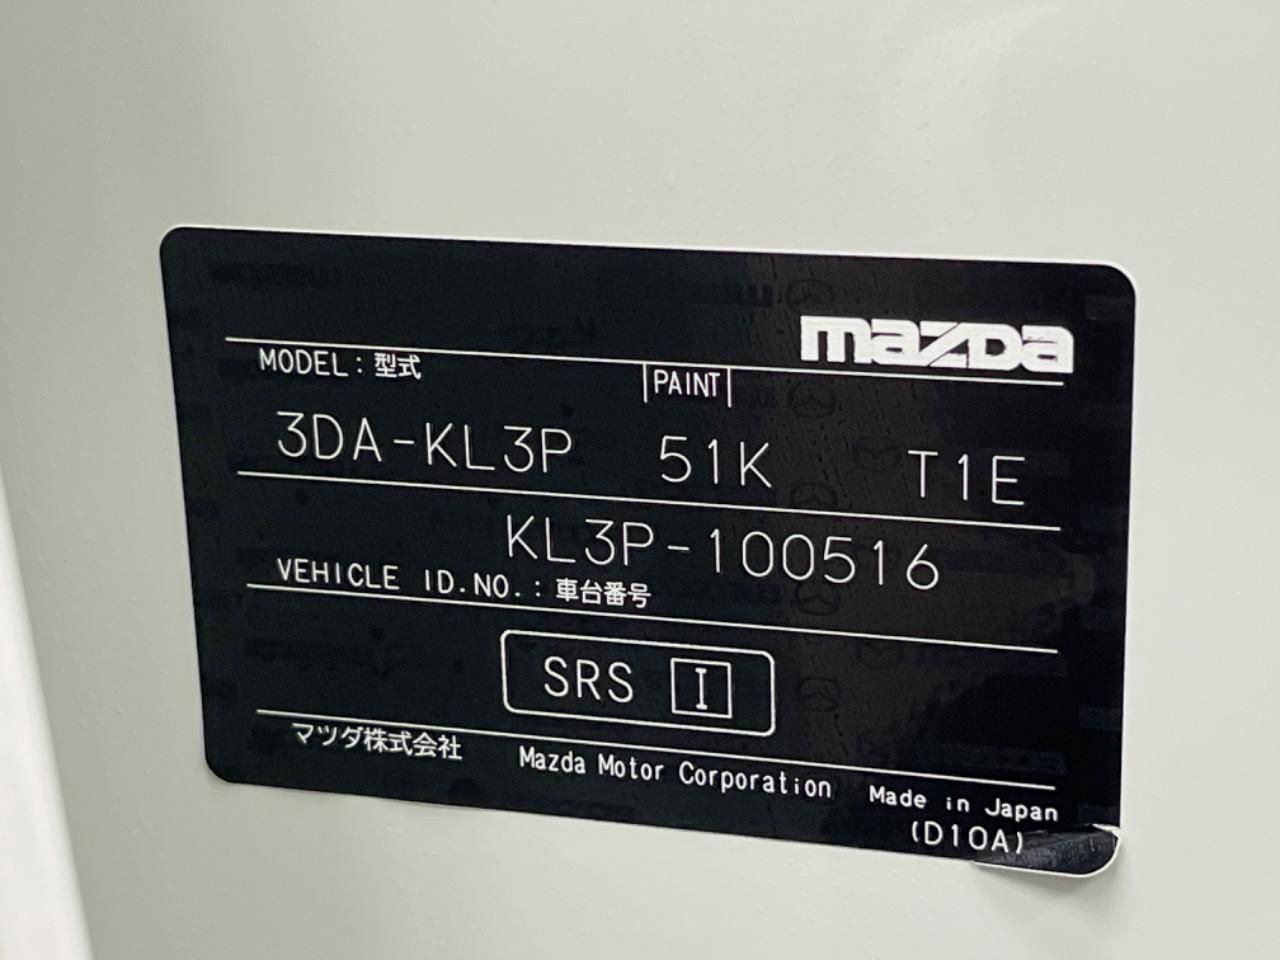 mazda
MODEL:型式 PAINT
3DA-KL3P 51K T1E
KL3P-100516
VEHICLE ID.NO.:車台番号
SRS I
マツダ株式会社 Mazda Motor Corporation Made in Japan
(D10A)